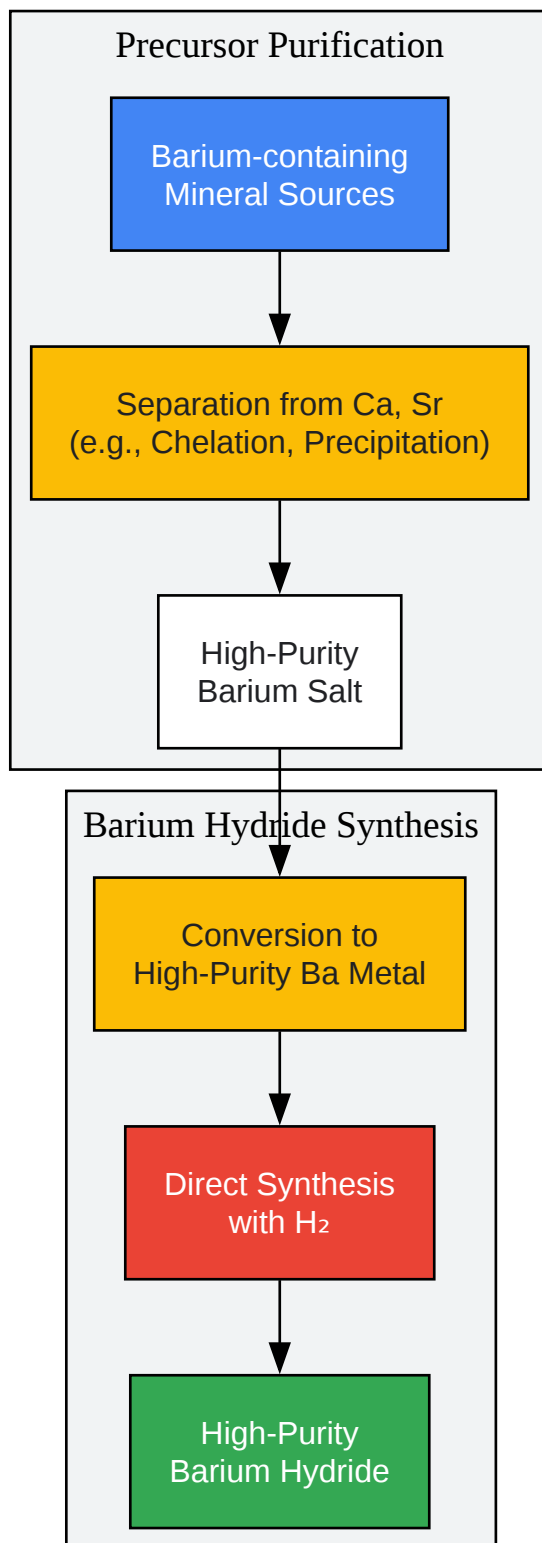 Precursor Purification
Barium-containing
Mineral Sources
Separation from Ca, Sr
(e.g., Chelation, Precipitation)
High-Purity
Barium Salt
Barium Hydride Synthesis
Conversion to
High-Purity Ba Metal
Direct Synthesis
with H₂
High-Purity
Barium Hydride